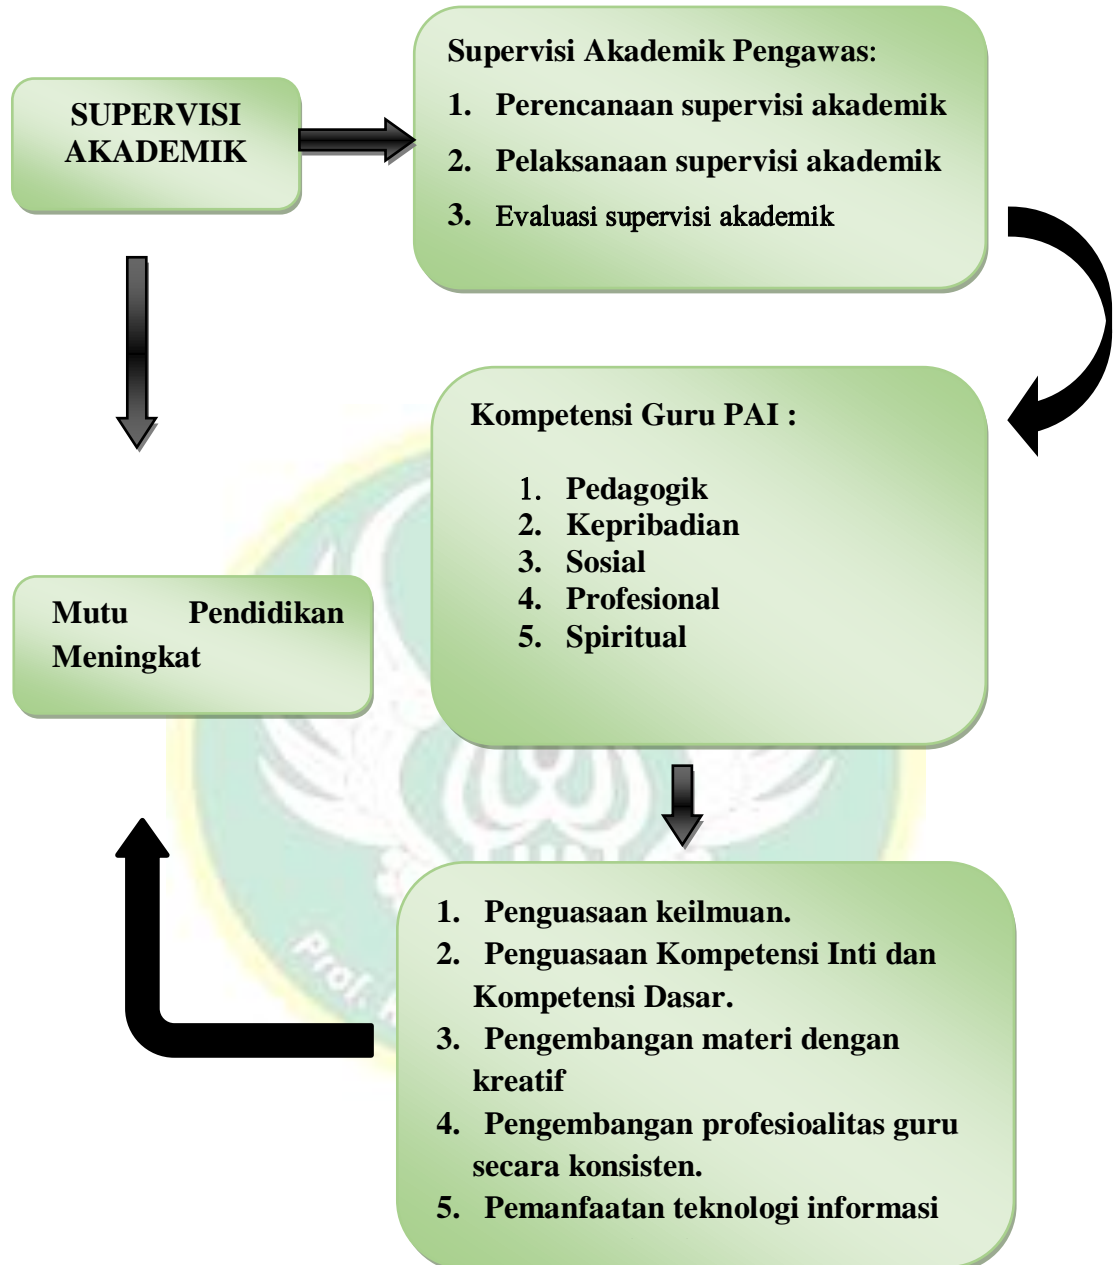 SUPERVISI
AKADEMIK
Supervisi Akademik Pengawas:
1. Perencanaan supervisi akademik
2. Pelaksanaan supervisi akademik
3. Evaluasi supervisi akademik
Kompetensi Guru PAI :
1. Pedagogik
2. Kepribadian
3. Sosial
4. Profesional
5. Spiritual
Mutu Pendidikan
Meningkat
1. Penguasaan keilmuan.
2. Penguasaan Kompetensi Inti dan
Kompetensi Dasar.
3. Pengembangan materi dengan
kreatif
4. Pengembangan profesioalitas guru
secara konsisten.
5. Pemanfaatan teknologi informasi
Prof.